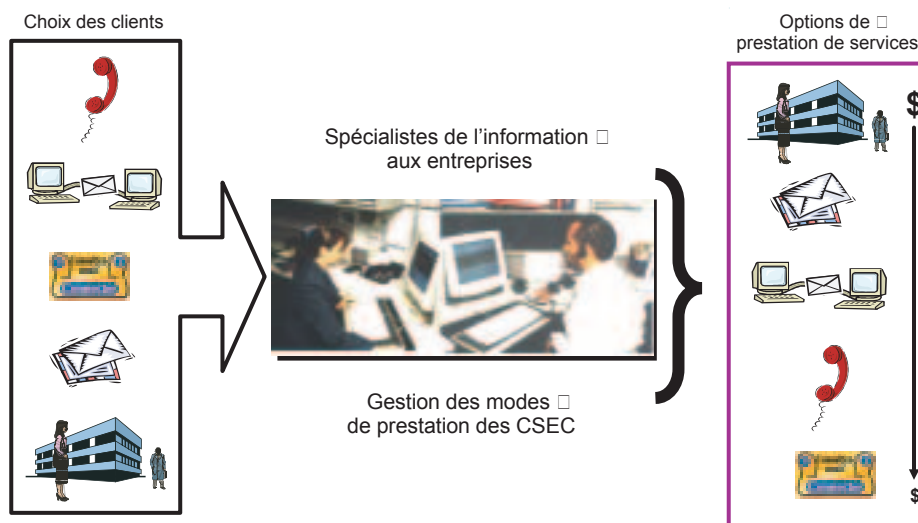 Choix des clients
Spécialistes de l'information □
aux entreprises
Gestion des modes □
de prestation des CSEC
Options de □
prestation de services
$
$